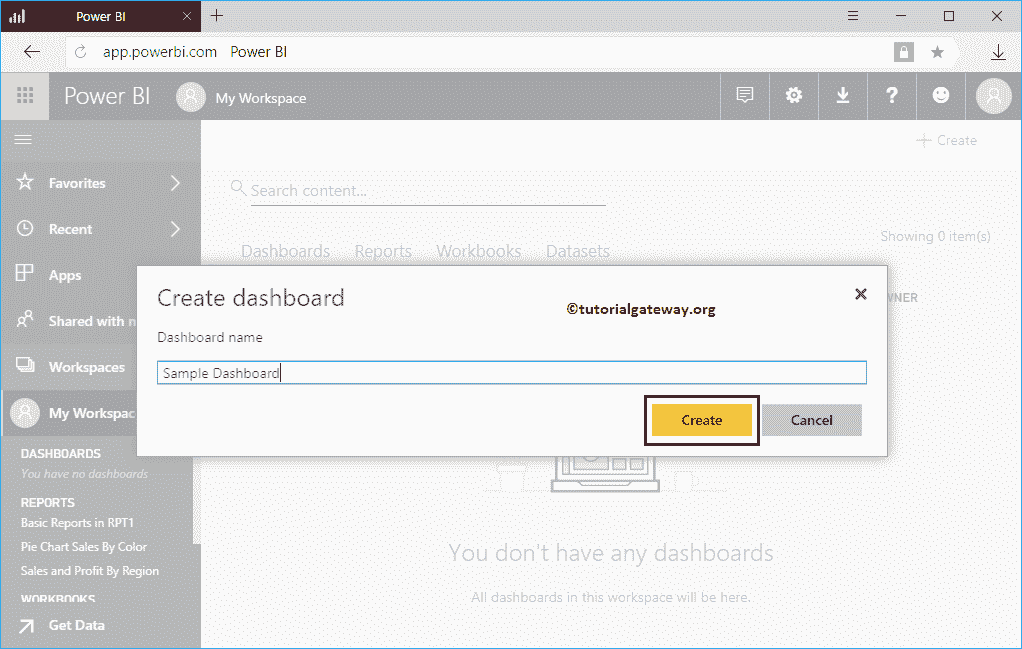 Power BI
app.powerbi.com Power BI
Power BI My Workspace
Create
Favorites
Search content...
Recent
Showing 0 item(s)
Dashboards Reports Workbooks Datasets
Apps
Create dashboard
©tutorialgateway.org
WNER
Shared with
Dashboard name
Workspaces
Sample Dashboard
My Workspac
Create Cancel
DASHBOARDS
You have no dashboards
REPORTS
Basic Reports in RPT1
Pie Chart Sales By Color
You don't have any dashboards
Sales and Profit By Region
All dashboards in this workspace will be here.
WORKBOOKS
Get Data